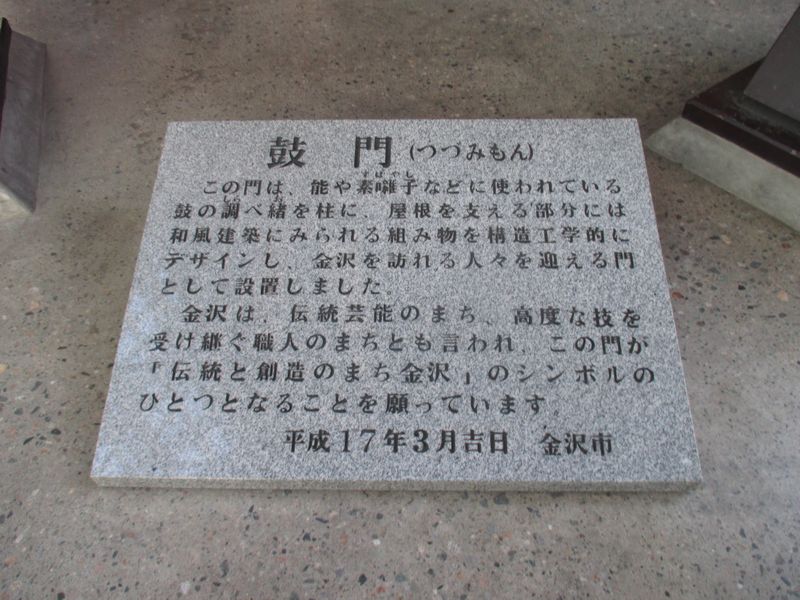 鼓門(つづみもん)
この門は、能や素囃子などに使われている
鼓の調べ緒を柱に、屋根を支える部分には
和風建築にみられる組み物を構造工学的に
デザインし、金沢を訪れる人々を迎える門
として設置しました。
金沢は、伝統芸能のまち、高度な技を
受け継ぐ職人のまちとも言われ、この門が
「伝統と創造のまち金沢」のシンボルの
ひとつとなることを願っています。
平成17年3月吉日 金沢市